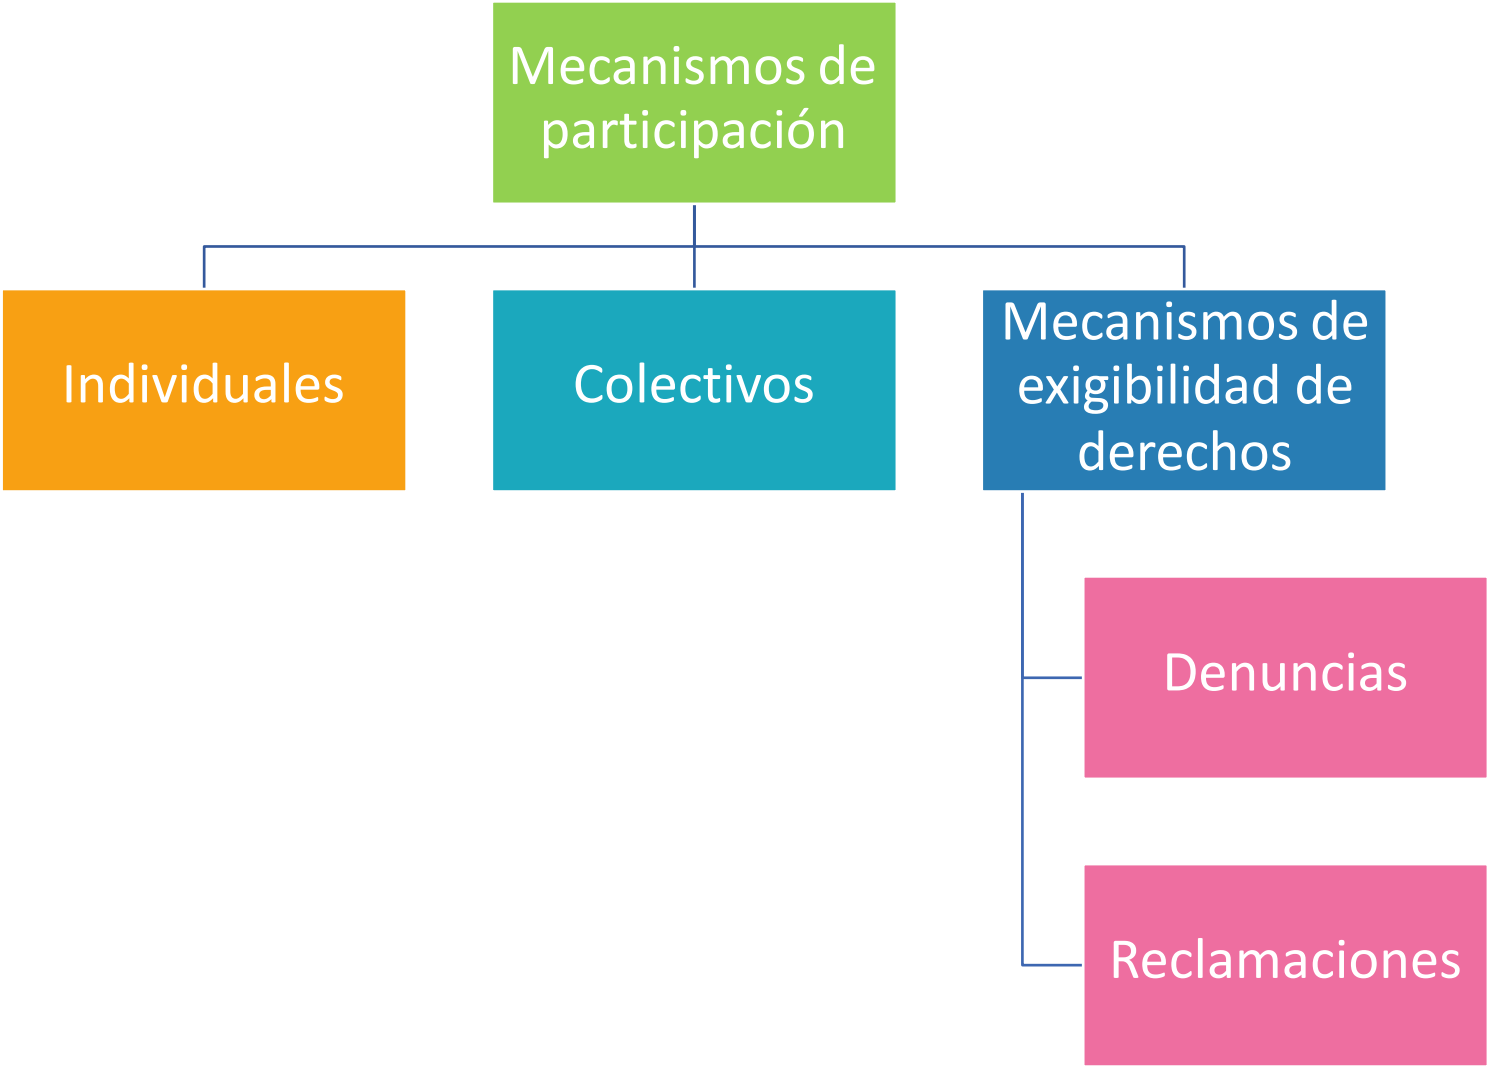 Mecanismos de
participación
Individuales
Colectivos
Mecanismos de
exigibilidad de
derechos
Denuncias
Reclamaciones